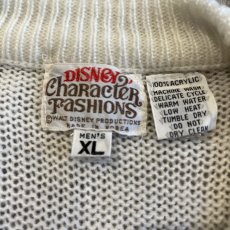 DISNEY
Character
FASHIONS
© WALT DISNEY PRODUCTIONS
MADE IN KOREA
MEN'S
XL
100% ACRYLIC
MACHINE WASH
DELICATE CYCLE
WARM WATER
LOW HEAT
TUMBLE DRY
DO NOT
DRY CLEAN